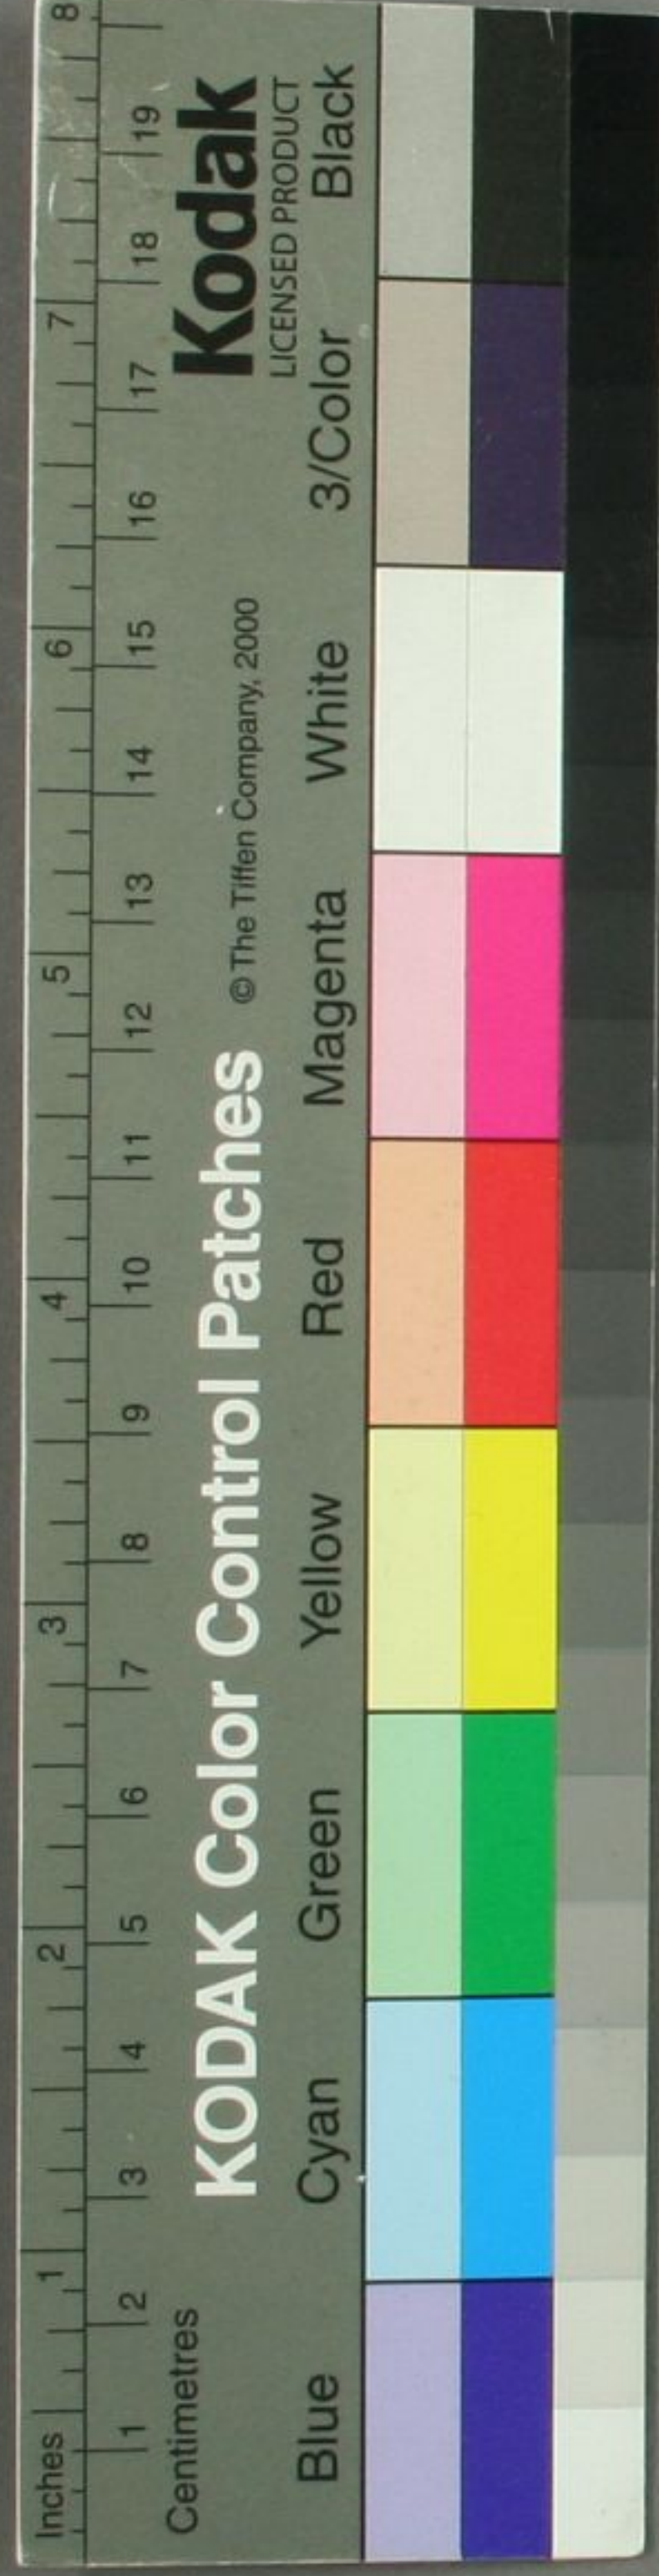 Inches 1 2 3 4 5 6 7 8
1 2 3 4 5 6 7 8 9 10 11 12 13 14 15 16 17 18 19
Centimetres
KODAK Color Control Patches © The Tiffen Company, 2000 Kodak
LICENSED PRODUCT
Blue Cyan Green Yellow Red Magenta White 3/Color Black